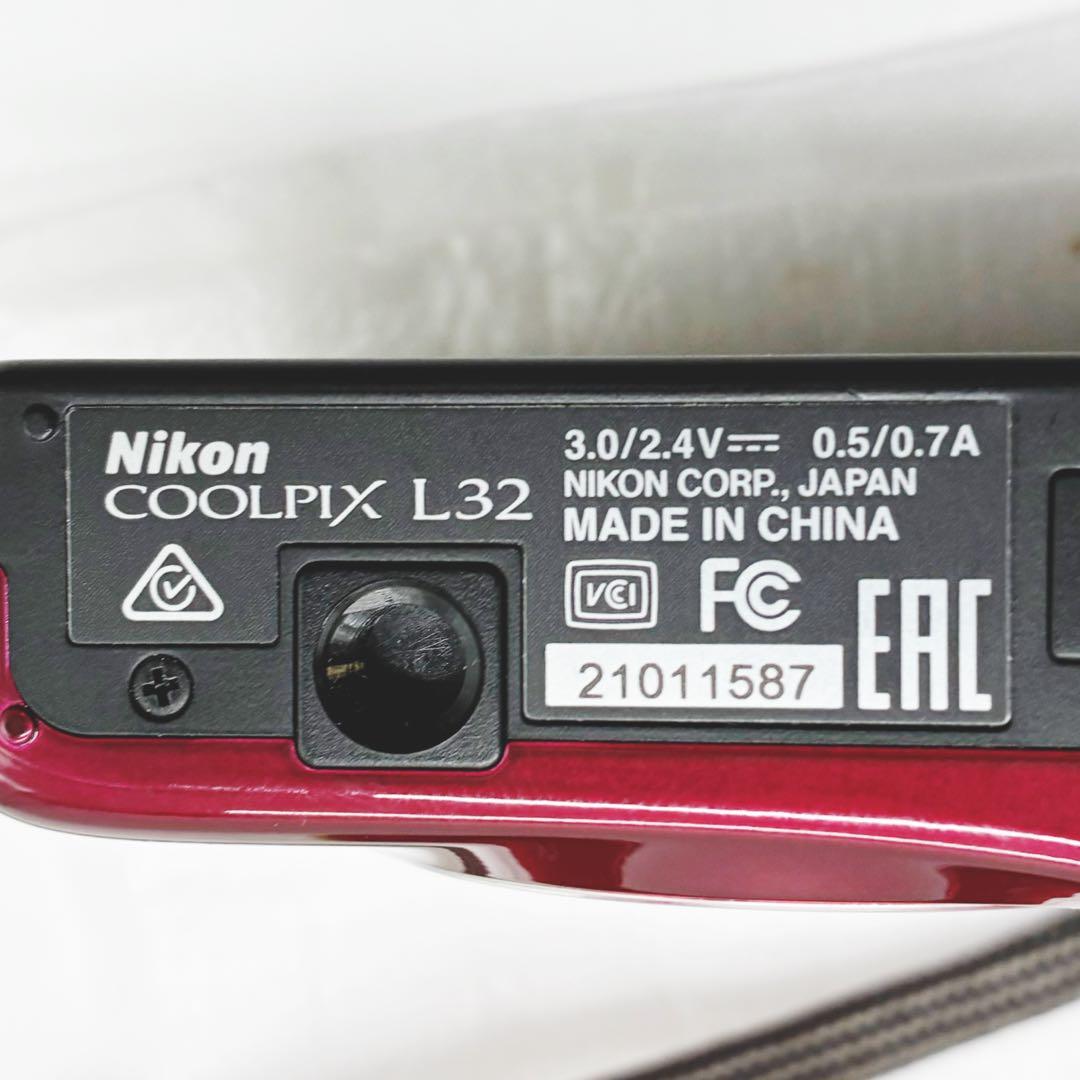 Nikon
COOLPIX L32
3.0/2.4V⎓ 0.5/0.7A
NIKON CORP., JAPAN
MADE IN CHINA
VCI
FC
EAC
21011587